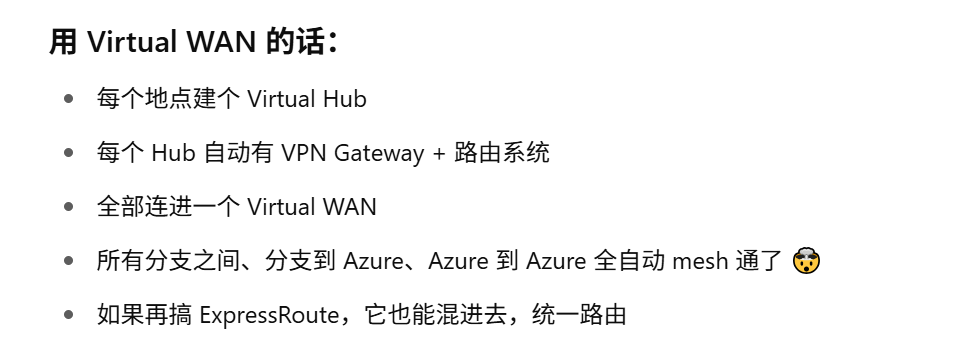 用 Virtual WAN 的话：
每个地点建个 Virtual Hub
每个 Hub 自动有 VPN Gateway + 路由系统
全部连进一个 Virtual WAN
所有分支之间、分支到 Azure、Azure 到 Azure 全自动 mesh 通了 🤯
如果再搞 ExpressRoute，它也能混进去，统一路由